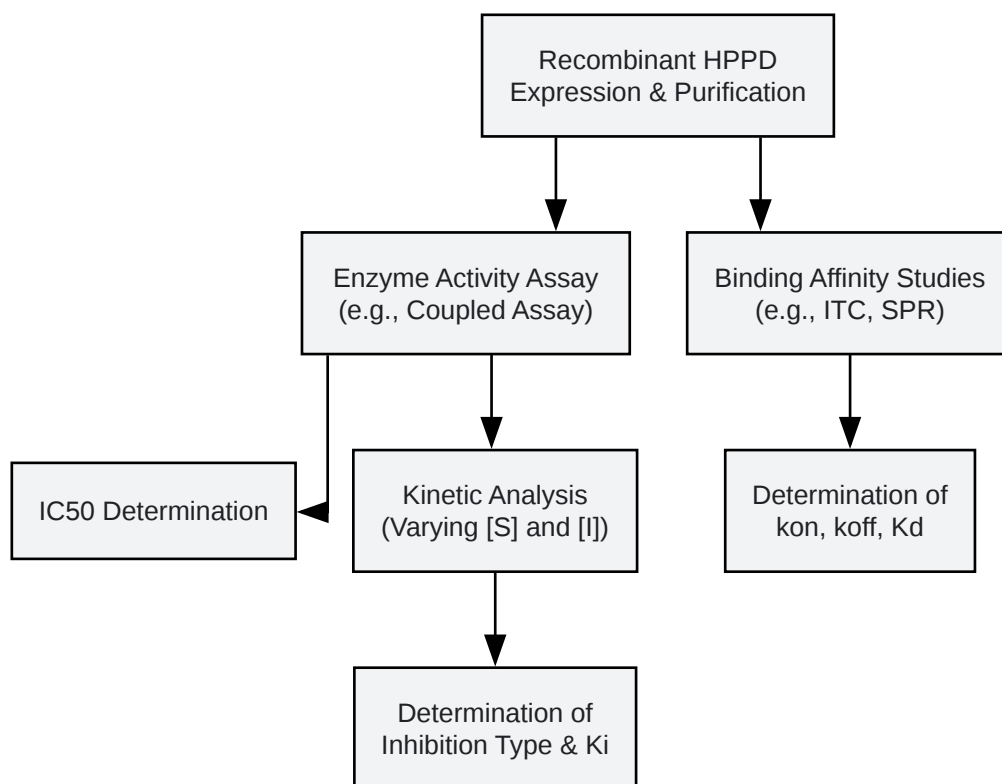 Recombinant HPPD
Expression & Purification
Enzyme Activity Assay
(e.g., Coupled Assay)
Binding Affinity Studies
(e.g., ITC, SPR)
IC50 Determination
Kinetic Analysis
(Varying [S] and [I])
Determination of
kon, koff, Kd
Determination of
Inhibition Type & Ki